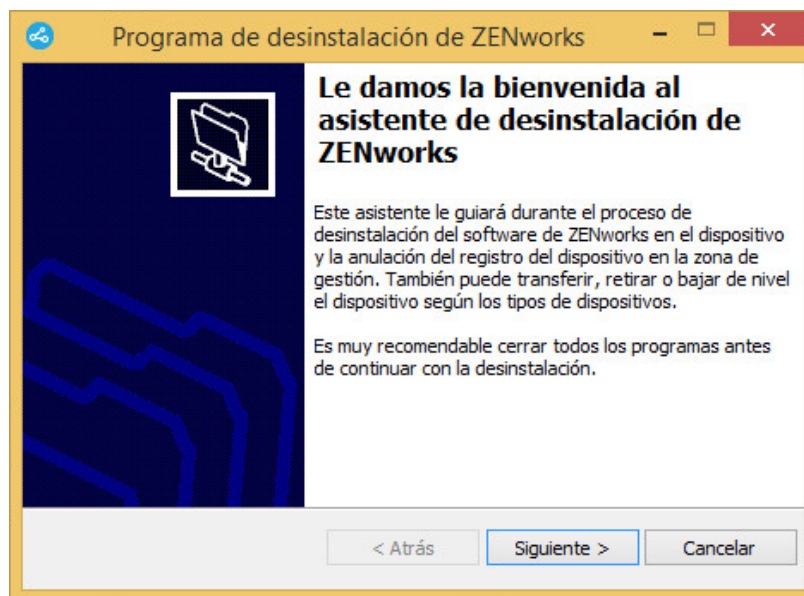 Programa de desinstalación de ZENworks
Le damos la bienvenida al
asistente de desinstalación de
ZENworks
Este asistente le guiará durante el proceso de
desinstalación del software de ZENworks en el dispositivo
y la anulación del registro del dispositivo en la zona de
gestión. También puede transferir, retirar o bajar de nivel
el dispositivo según los tipos de dispositivos.
Es muy recomendable cerrar todos los programas antes
de continuar con la desinstalación.
< Atrás
Siguiente >
Cancelar